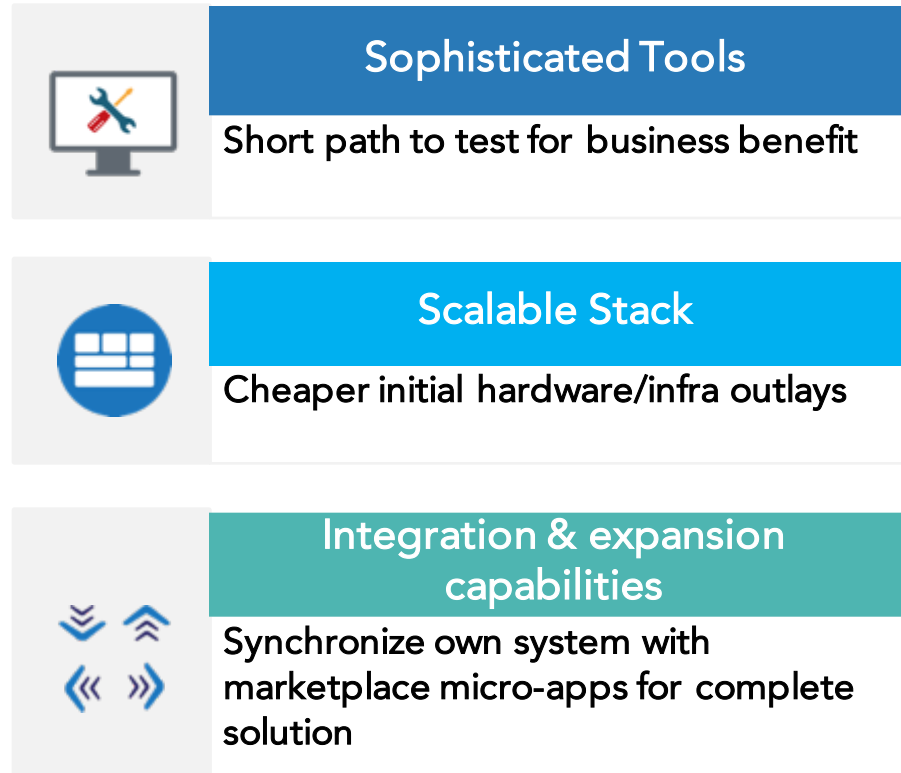 Sophisticated Tools
Short path to test for business benefit
Scalable Stack
Cheaper initial hardware/infra outlays
Integration & expansion
capabilities
Synchronize own system with
marketplace micro-apps for complete
solution